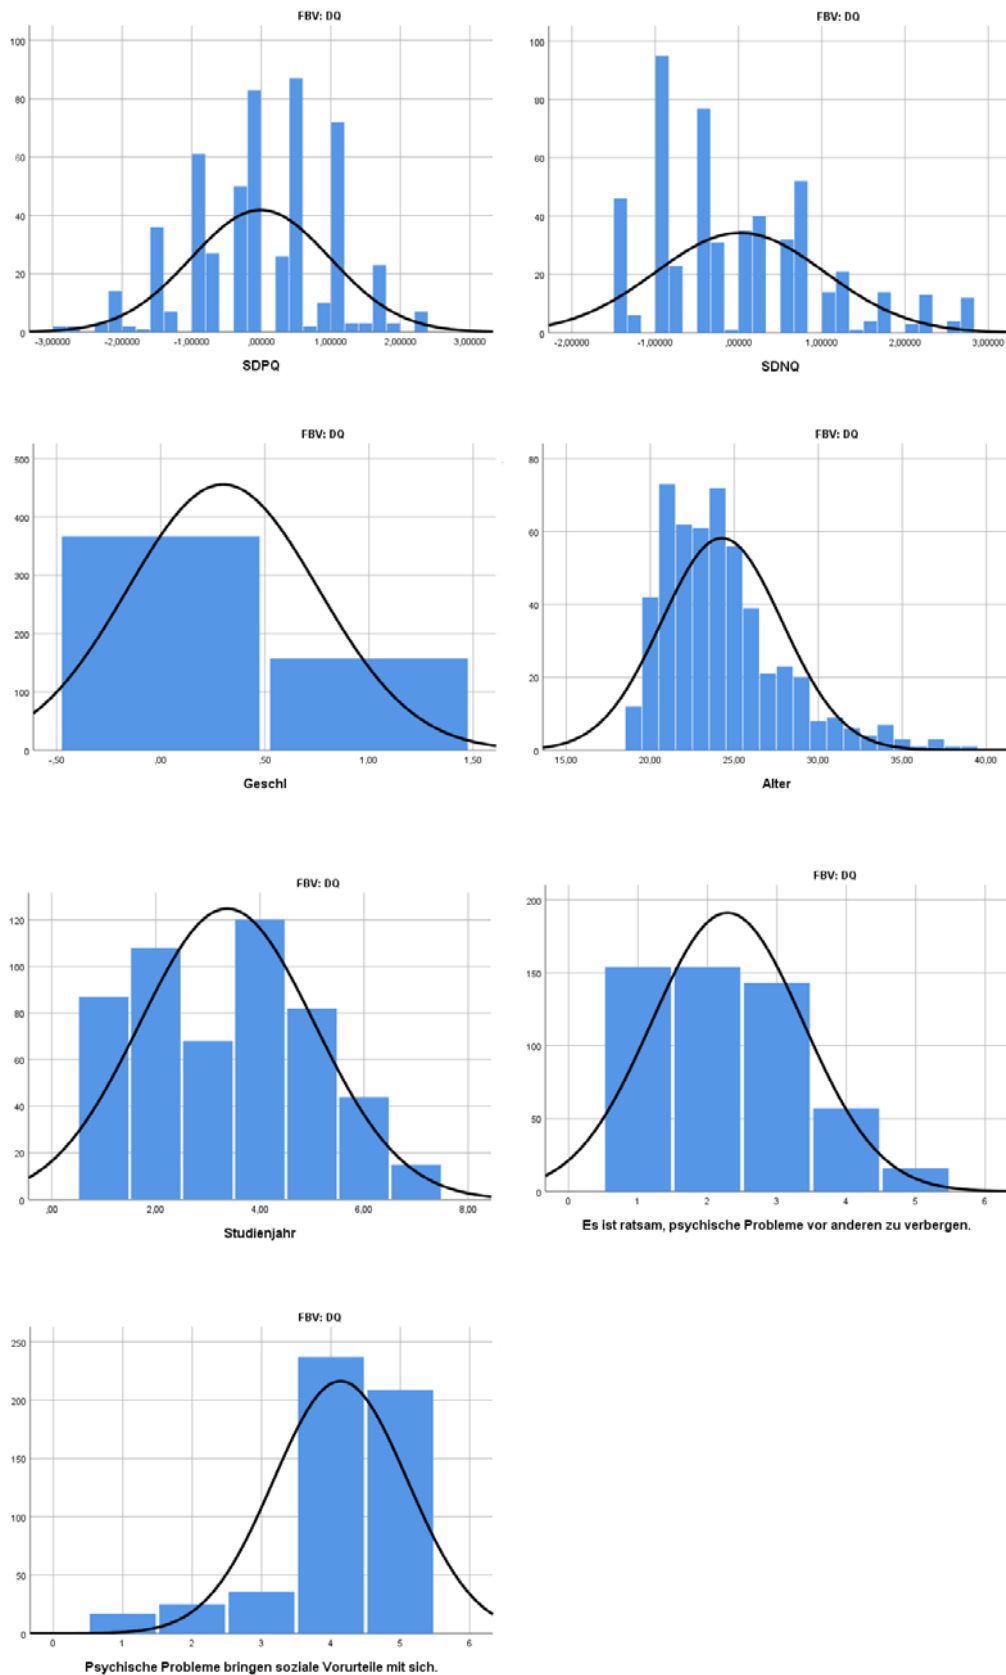 FBV: DQ
100
80
60
40
20
0
-3,00000 -2,00000 -1,00000 ,00000 1,00000 2,00000 3,00000
SDPQ
FBV: DQ
100
80
60
40
20
0
-2,00000 -1,00000 ,00000 1,00000 2,00000 3,00000
SDNQ
FBV: DQ
500
400
300
200
100
0
-,50 ,00 ,50 1,00 1,50
Geschl
FBV: DQ
80
60
40
20
0
15,00 20,00 25,00 30,00 35,00 40,00
Alter
FBV: DQ
120
100
80
60
40
20
0
,00 2,00 4,00 6,00 8,00
Studienjahr
FBV: DQ
200
150
100
50
0
0 1 2 3 4 5 6
Es ist ratsam, psychische Probleme vor anderen zu verbergen.
FBV: DQ
250
200
150
100
50
0
0 1 2 3 4 5 6
Psychische Probleme bringen soziale Vorurteile mit sich.